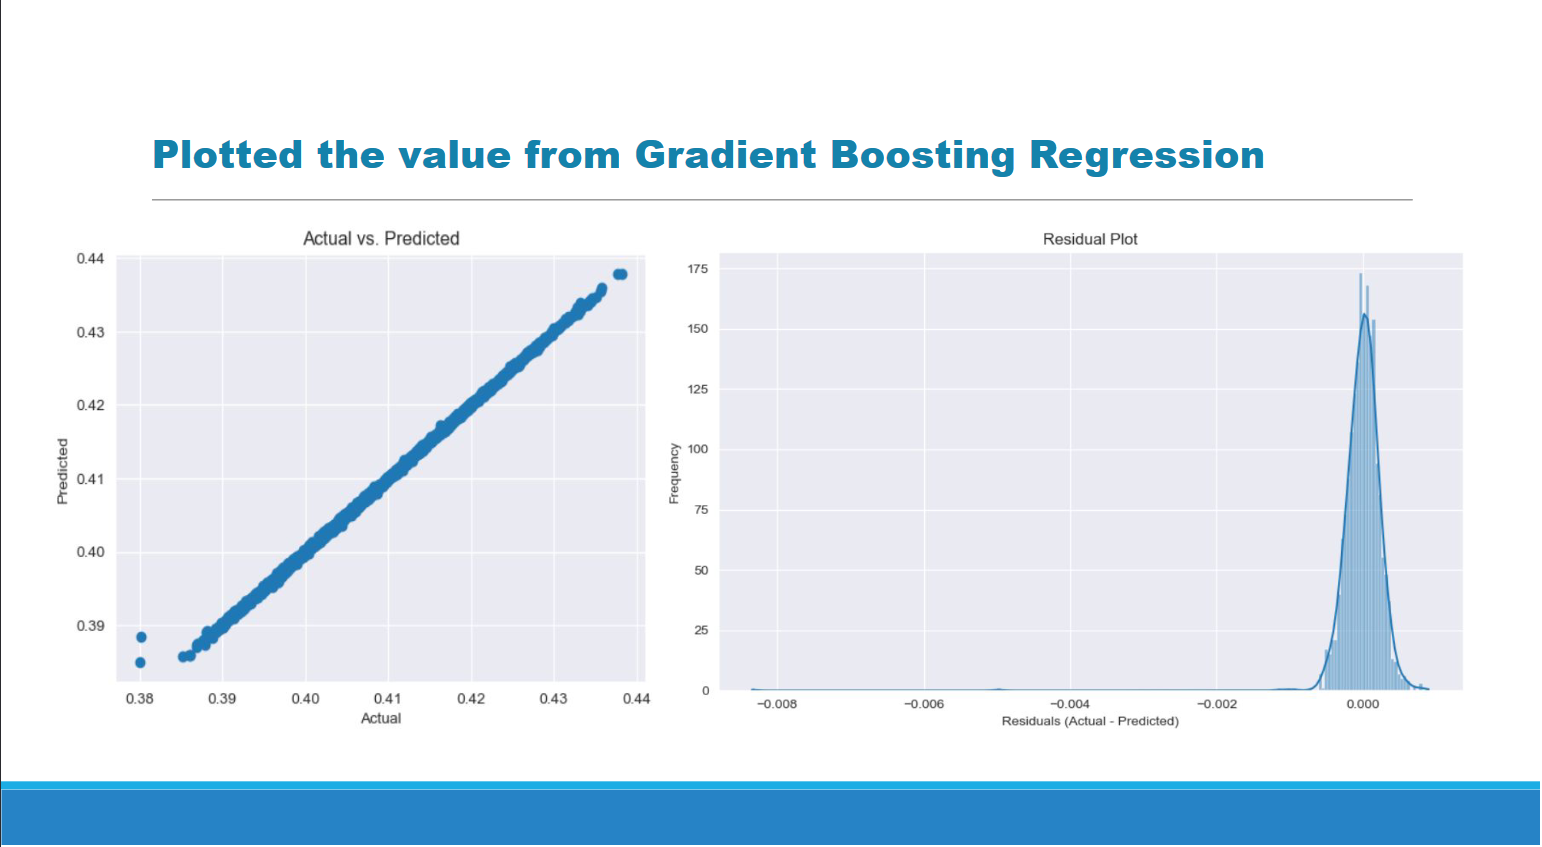 Plotted the value from Gradient Boosting Regression
Actual vs. Predicted
0.44
0.43
0.42
0.41
0.40
0.39
Predicted
0.38 0.39 0.40 0.41 0.42 0.43 0.44
Actual
Residual Plot
175
150
125
100
75
50
25
0
Frequency
−0.008 −0.006 −0.004 −0.002 0.000
Residuals (Actual - Predicted)